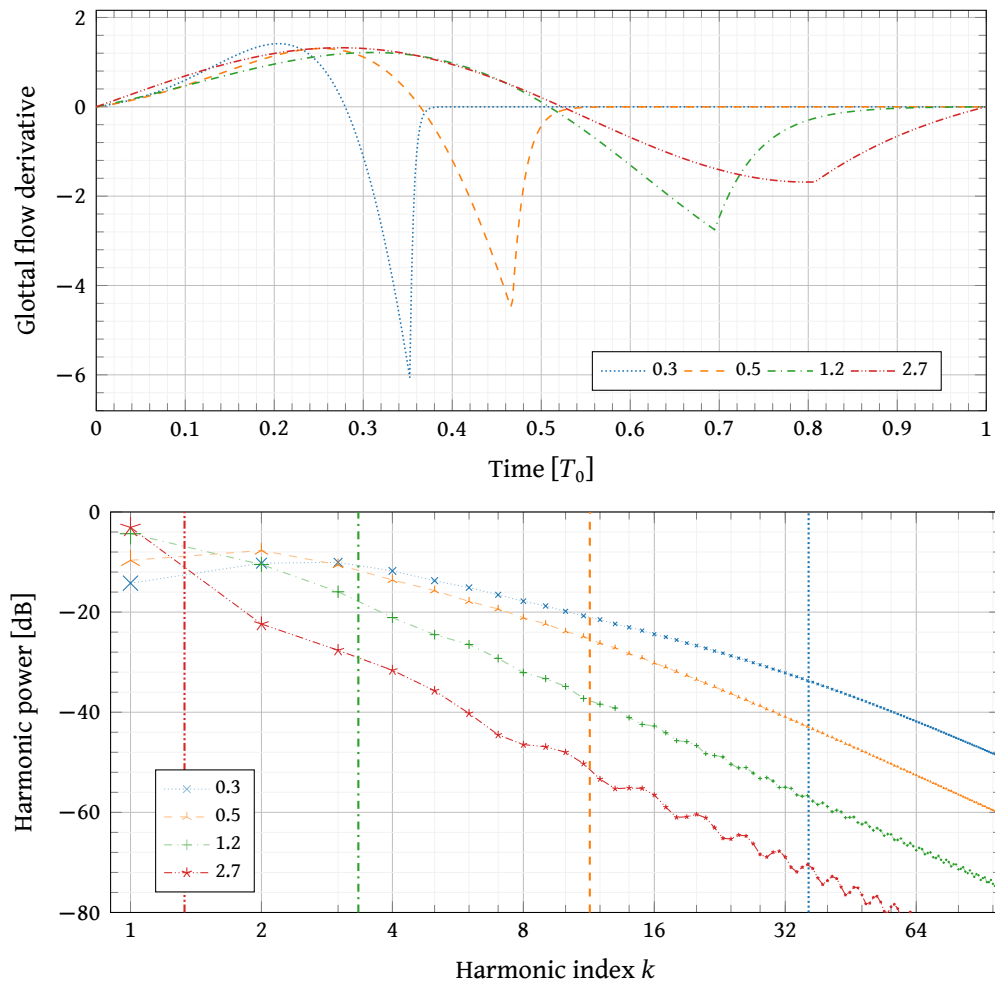 Glottal flow derivative
2
0
−2
−4
−6
0.3 0.5 1.2 2.7
0 0.1 0.2 0.3 0.4 0.5 0.6 0.7 0.8 0.9 1
Time [T₀]
Harmonic power [dB]
0
−20
−40
−60
−80
0.3
0.5
1.2
2.7
1 2 4 8 16 32 64
Harmonic index k